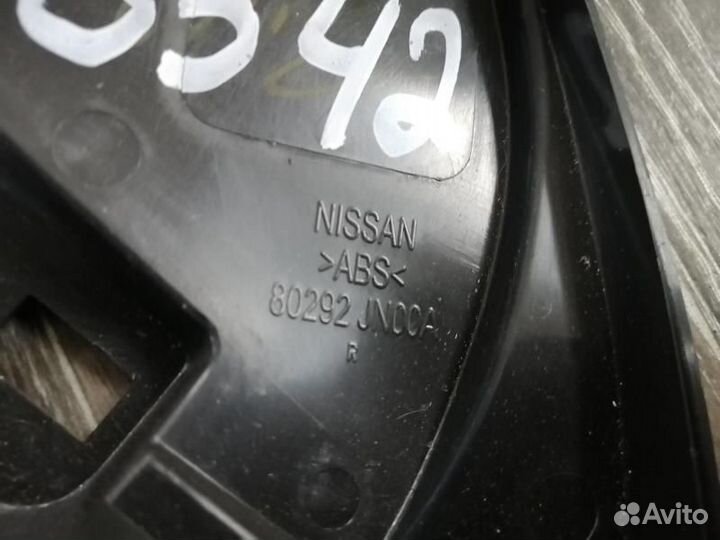 0542
NISSAN
>ABS<
80292 JN00A
R
Avito